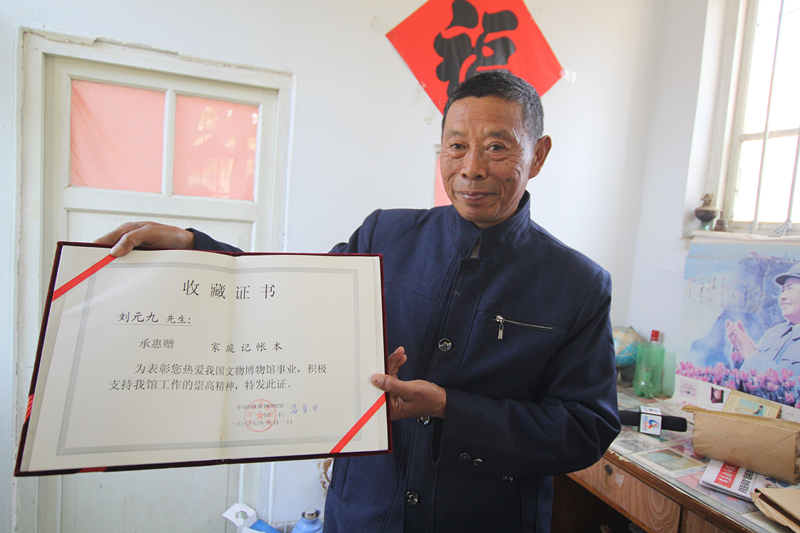 福
收藏证书
刘元九 先生:
承惠赠 家庭记帐本
为表彰您热爱我国文物博物馆事业,积极
支持我馆工作的崇高精神,特发此证。